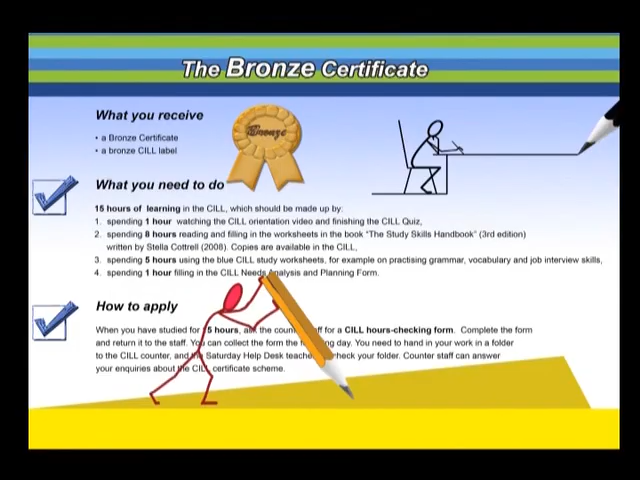 The Bronze Certificate
What you receive
• a Bronze Certificate
• a bronze CILL label
Bronze
What you need to do
15 hours of learning in the CILL, which should be made up by:
1. spending 1 hour watching the CILL orientation video and finishing the CILL Quiz,
2. spending 8 hours reading and filling in the worksheets in the book "The Study Skills Handbook" (3rd edition)
written by Stella Cottrell (2008). Copies are available in the CILL,
3. spending 5 hours using the blue CILL study worksheets, for example on practising grammar, vocabulary and job interview skills,
4. spending 1 hour filling in the CILL Needs Analysis and Planning Form.
How to apply
When you have studied for 5 hours, ask the for a CILL hours-checking form. Complete the form
and return it to the staff. You can collect the form the day. You need to hand in your work in a folder
to the CILL counter, and the Saturday Help Desk check your folder. Counter staff can answer
your enquiries about the CILL certificate scheme.